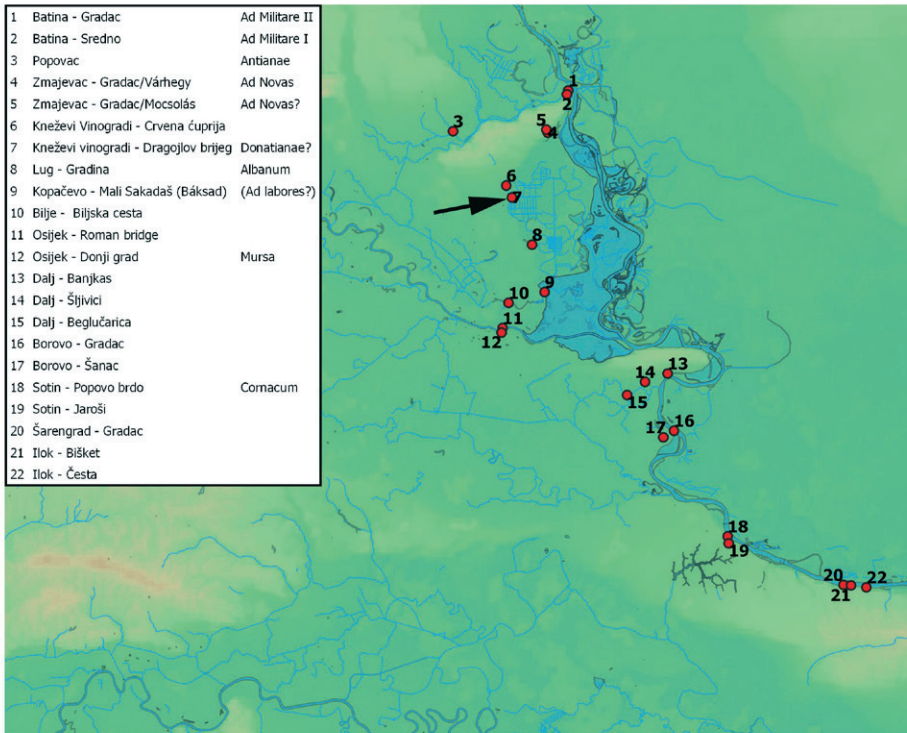 1 Batina - Gradac Ad Militare II
2 Batina - Sredno Ad Militare I
3 Popovac Antianae
4 Zmajevac - Gradac/Várhegy Ad Novas
5 Zmajevac - Gradac/Mocsolás Ad Novas?
6 Kneževi Vinogradi - Crvena ćuprija
7 Kneževi vinogradi - Dragojlov brijeg Donatianae?
8 Lug - Gradina Albanum
9 Kopačevo - Mali Sakadaš (Báksad) (Ad labores?)
10 Bilje - Biljska cesta
11 Osijek - Roman bridge
12 Osijek - Donji grad Mursa
13 Dalj - Banjkas
14 Dalj - Šljivici
15 Dalj - Beglučarica
16 Borovo - Gradac
17 Borovo - Šanac
18 Sotin - Popovo brdo Cornacum
19 Sotin - Jaroši
20 Šarengrad - Gradac
21 Ilok - Bišket
22 Ilok - Česta
1
2
3
5
4
6
7
8
9
10
11
12
13
14
15
16
17
18
19
20
21
22